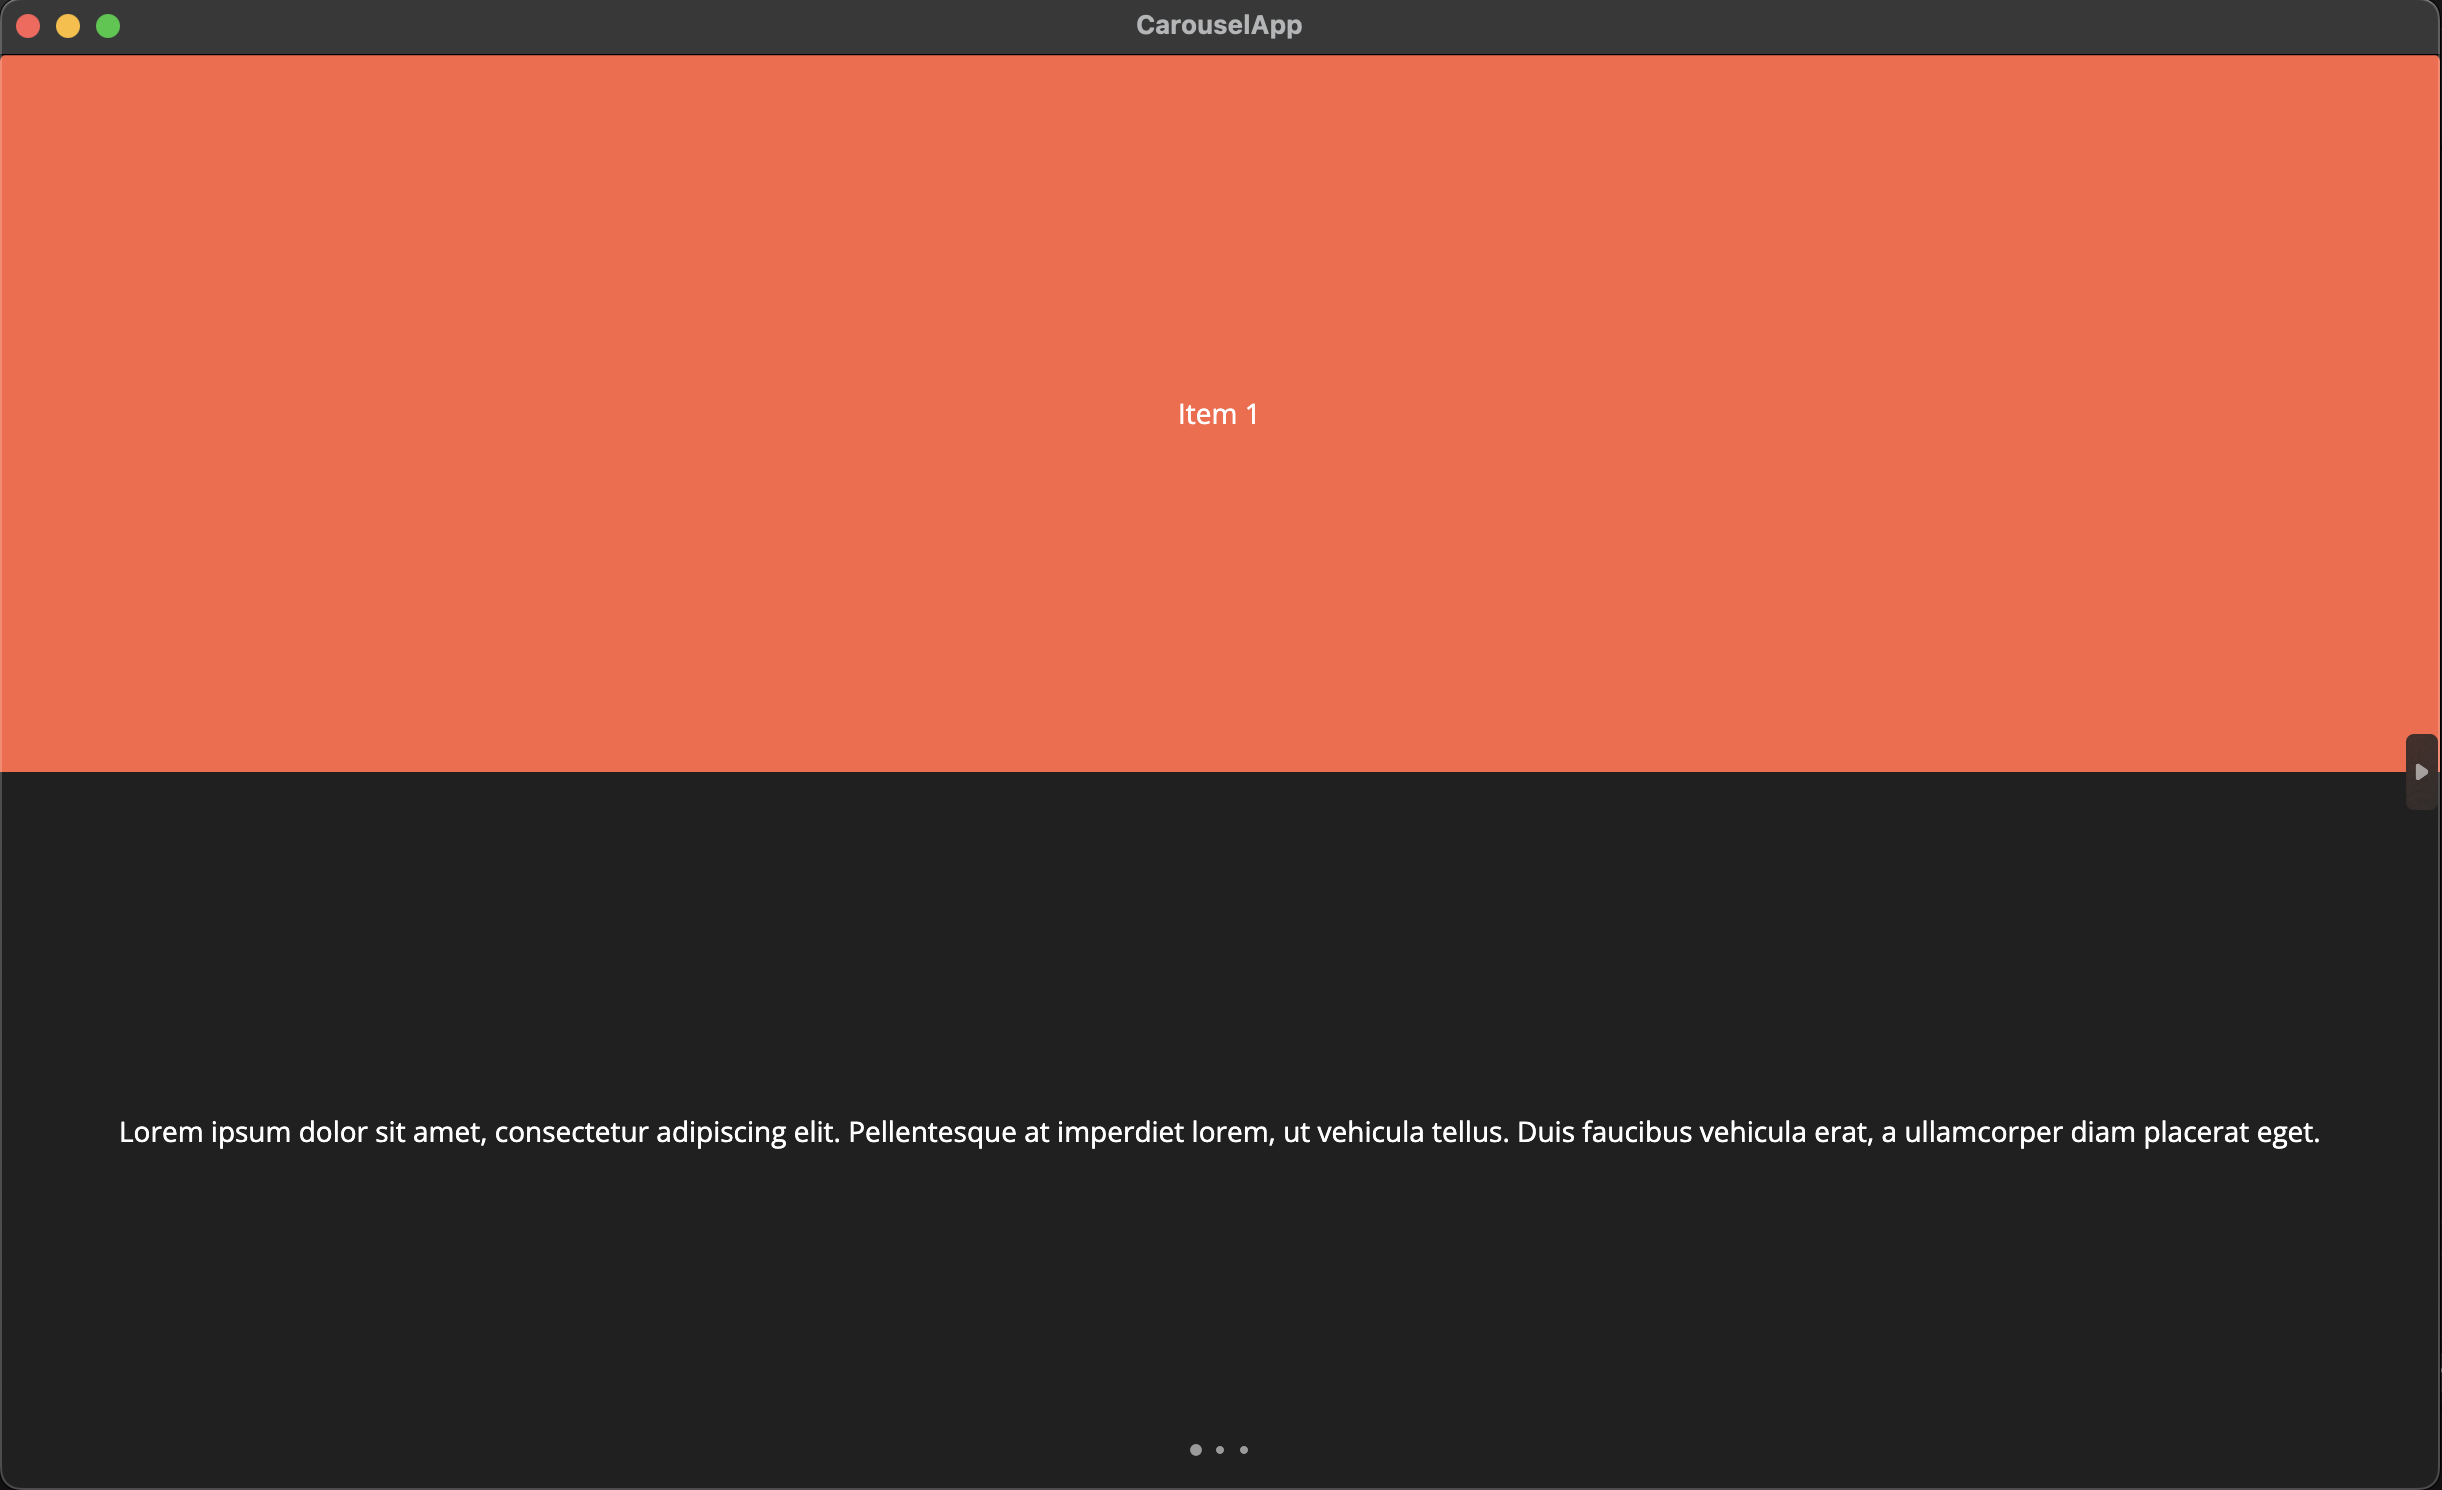 CarouselApp
Item 1
Lorem ipsum dolor sit amet, consectetur adipiscing elit. Pellentesque at imperdiet lorem, ut vehicula tellus. Duis faucibus vehicula erat, a ullamcorper diam placerat eget.